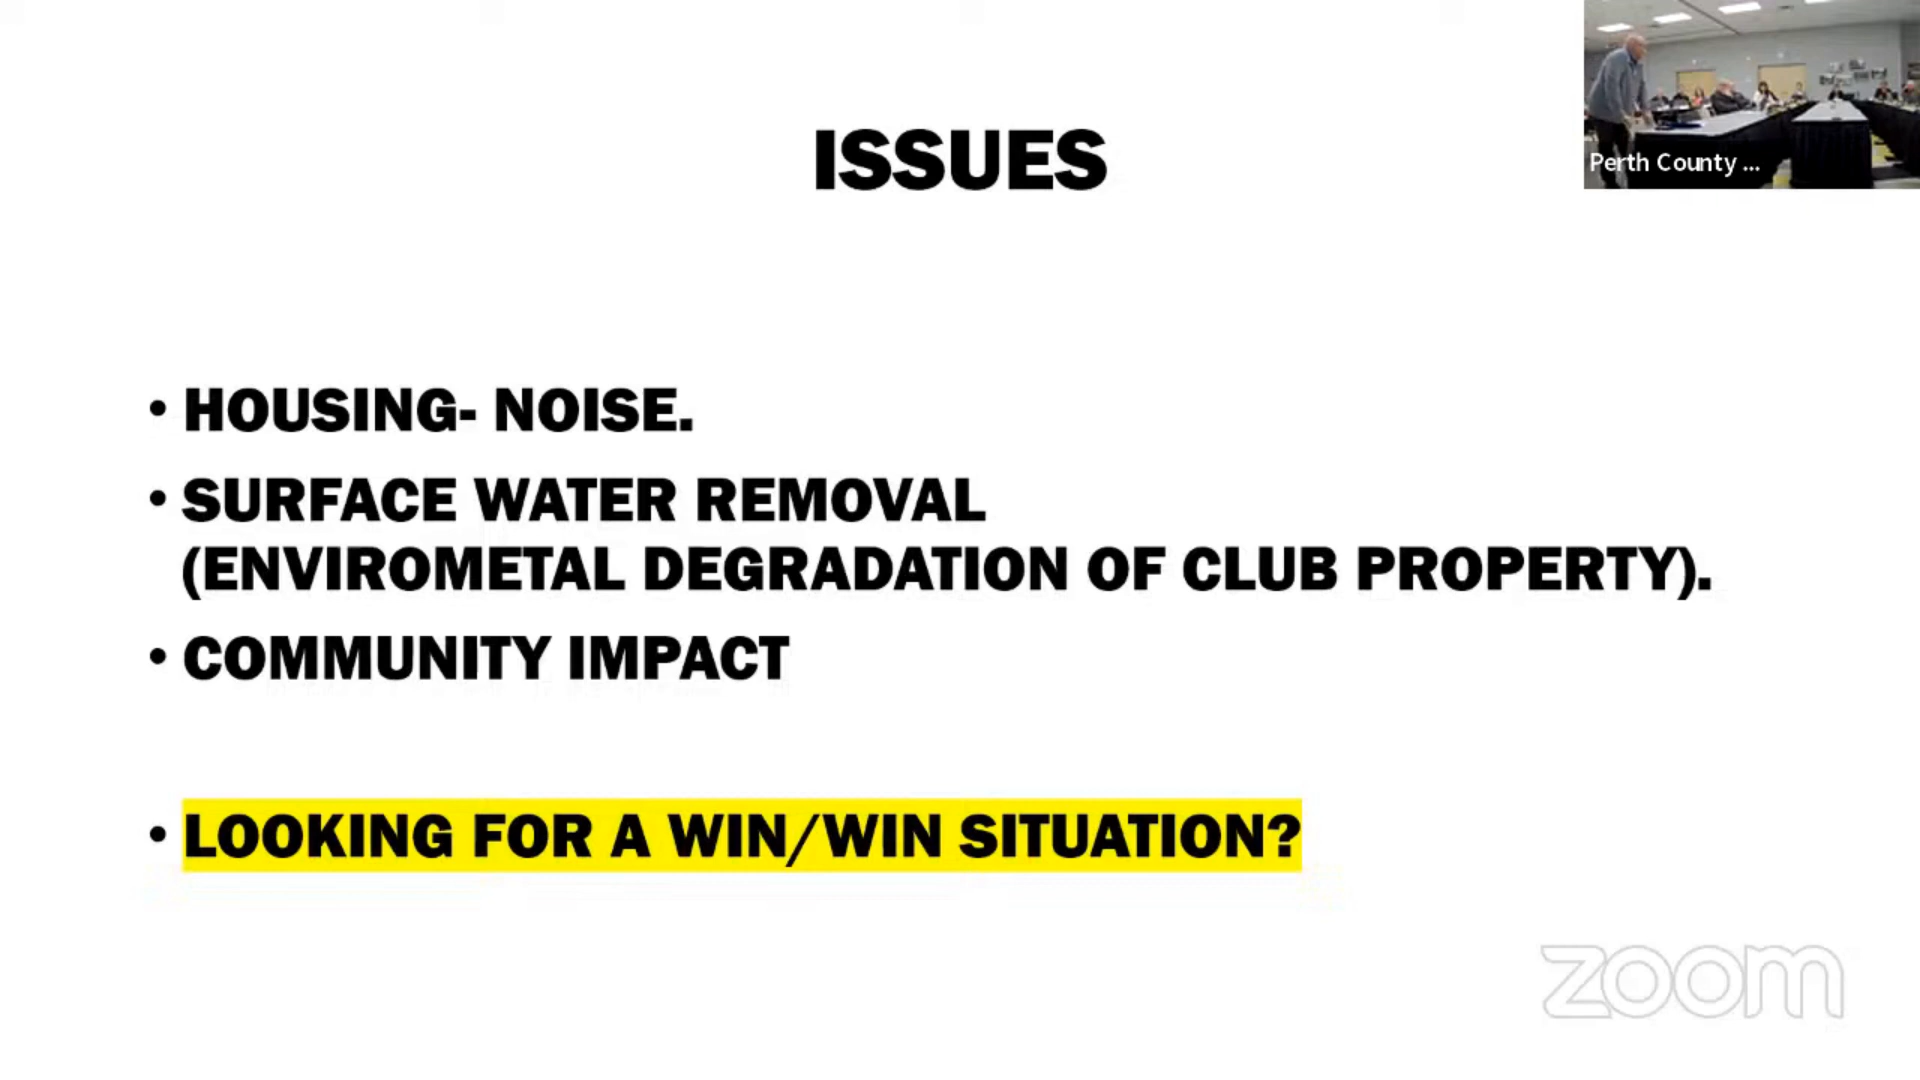 Perth County ...
ISSUES
• HOUSING- NOISE.
• SURFACE WATER REMOVAL
(ENVIROMETAL DEGRADATION OF CLUB PROPERTY).
• COMMUNITY IMPACT
• LOOKING FOR A WIN/WIN SITUATION?
zoom